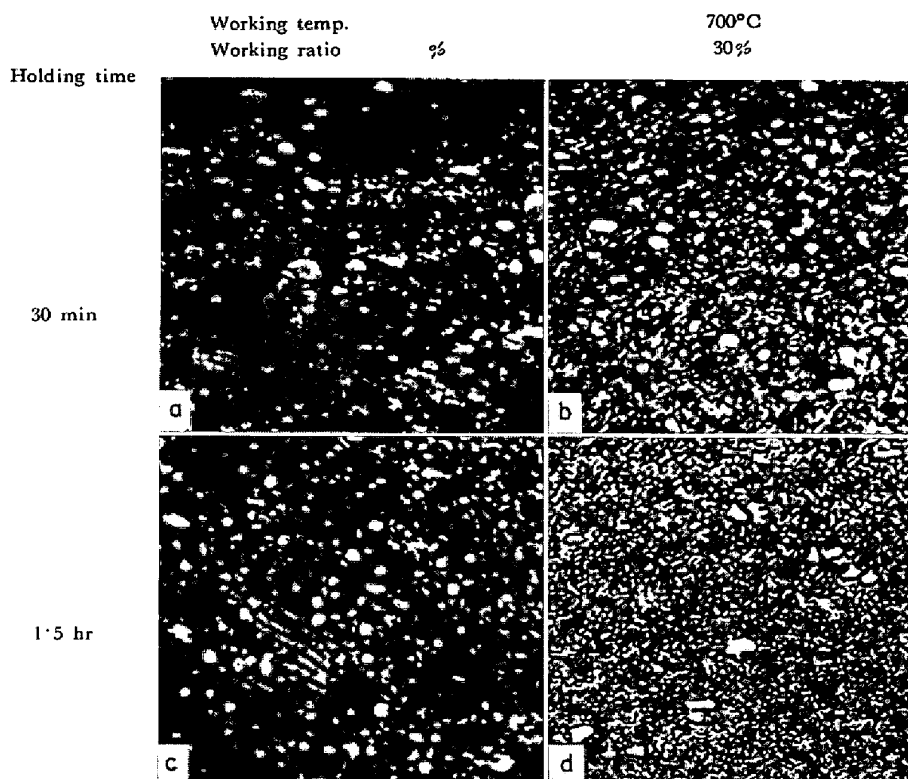 Working temp. 700°C
Working ratio % 30%
Holding time
30 min
a b
1·5 hr
c d